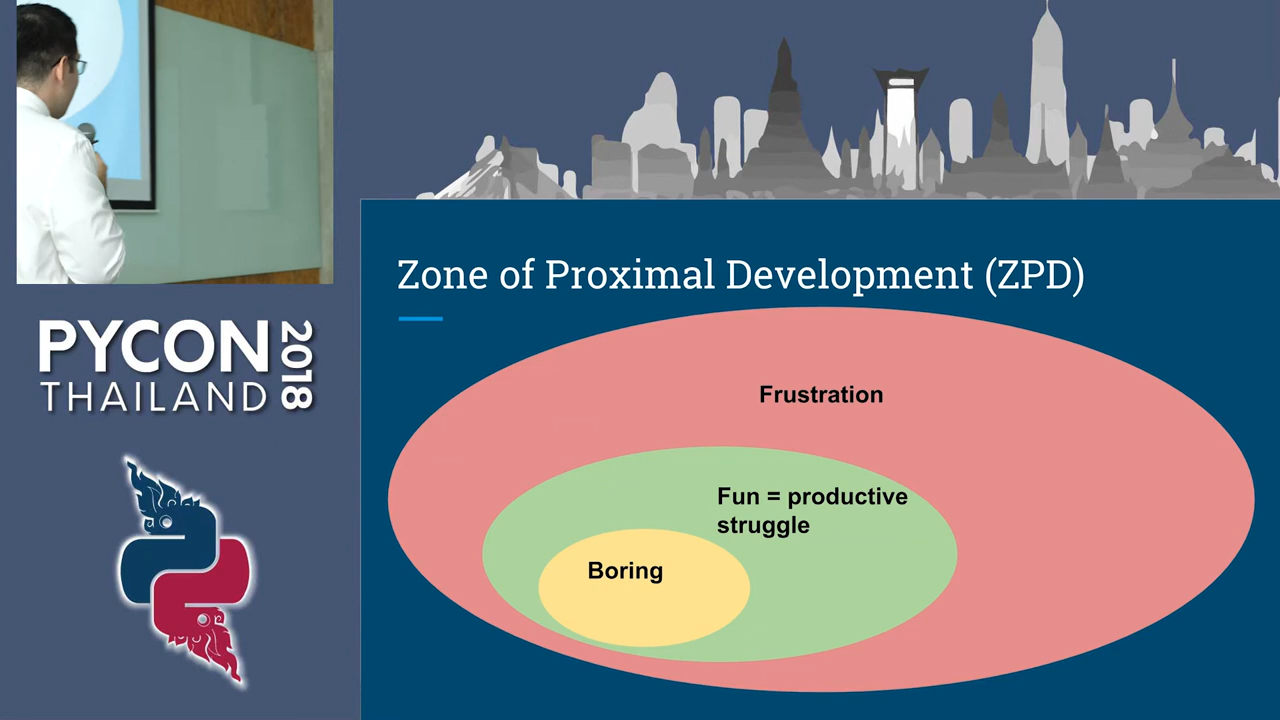 PYCON
THAILAND
2018
Zone of Proximal Development (ZPD)
Frustration
Fun = productive
struggle
Boring